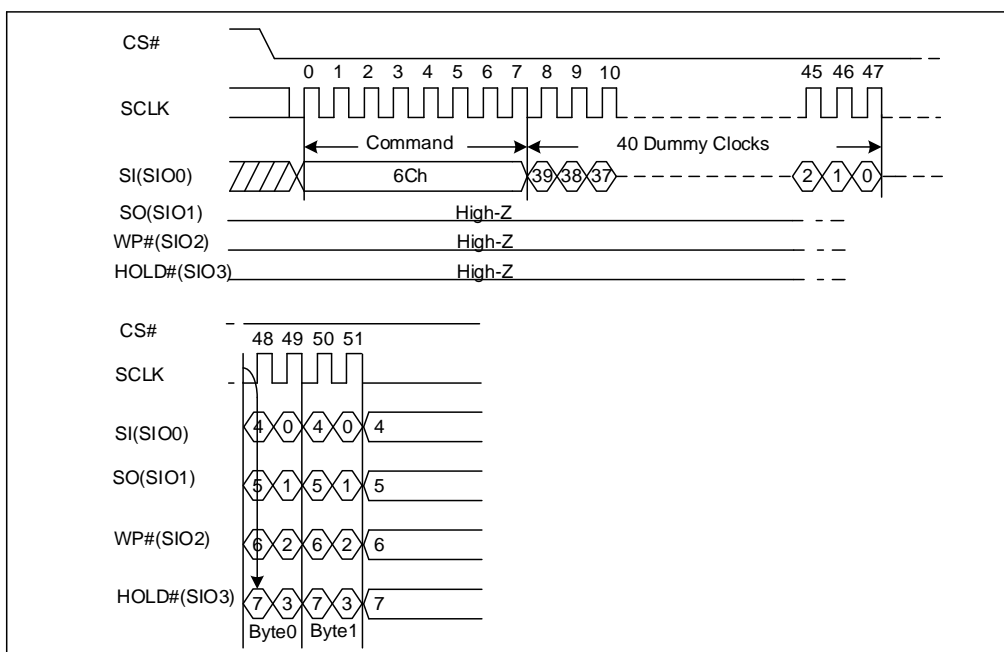 CS#
0 1 2 3 4 5 6 7 8 9 10 45 46 47
SCLK
Command 40 Dummy Clocks
SI(SIO0) 6Ch 39 38 37 2 1 0
SO(SIO1) High-Z
WP#(SIO2) High-Z
HOLD#(SIO3) High-Z
CS#
48 49 50 51
SCLK
SI(SIO0) 4 0 4 0 4
SO(SIO1) 5 1 5 1 5
WP#(SIO2) 6 2 6 2 6
HOLD#(SIO3) 7 3 7 3 7
Byte0 Byte1